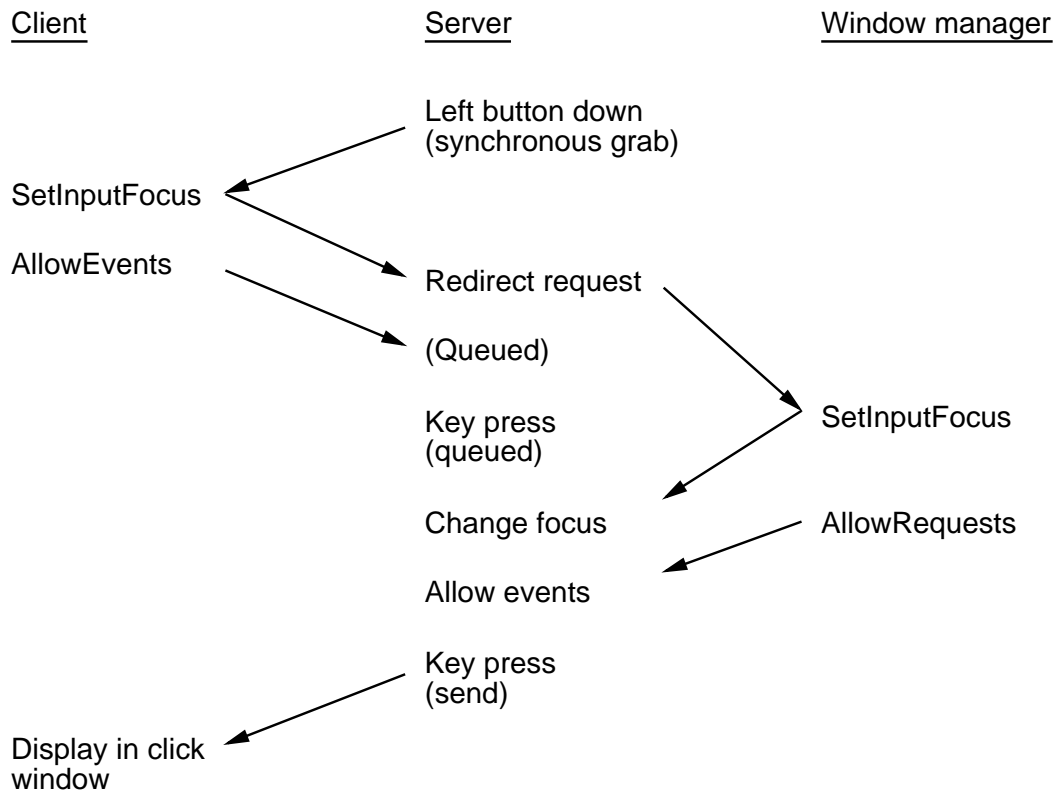 Client
Server
Window manager
Left button down
(synchronous grab)
SetInputFocus
AllowEvents
Redirect request
(Queued)
Key press
(queued)
SetInputFocus
Change focus
AllowRequests
Allow events
Key press
(send)
Display in click
window